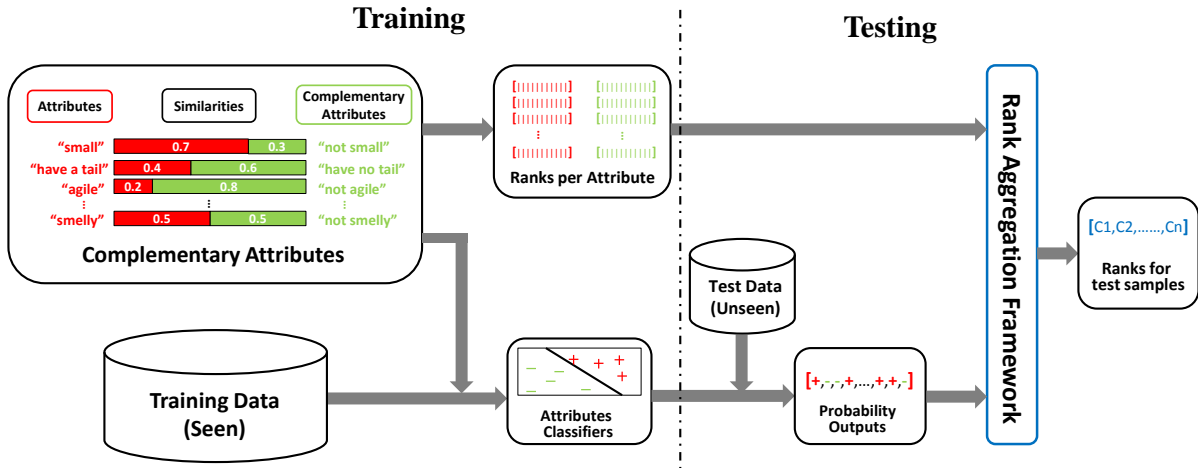 Training
Testing
Attributes
Similarities
Complementary
Attributes
"small" 0.7 0.3 "not small"
"have a tail" 0.4 0.6 "have no tail"
"agile" 0.2 0.8 "not agile"
"smelly" 0.5 0.5 "not smelly"
Complementary Attributes
[||||||||||||] [||||||||||||]
[||||||||||||] [||||||||||||]
[||||||||||||] [||||||||||||]
[||||||||||||] [||||||||||||]
Ranks per Attribute
Training Data
(Seen)
Attributes
Classifiers
Test Data
(Unseen)
[+,-,-,+,...,+,+,-]
Probability
Outputs
Rank Aggregation Framework
[C1,C2,......,Cn]
Ranks for
test samples